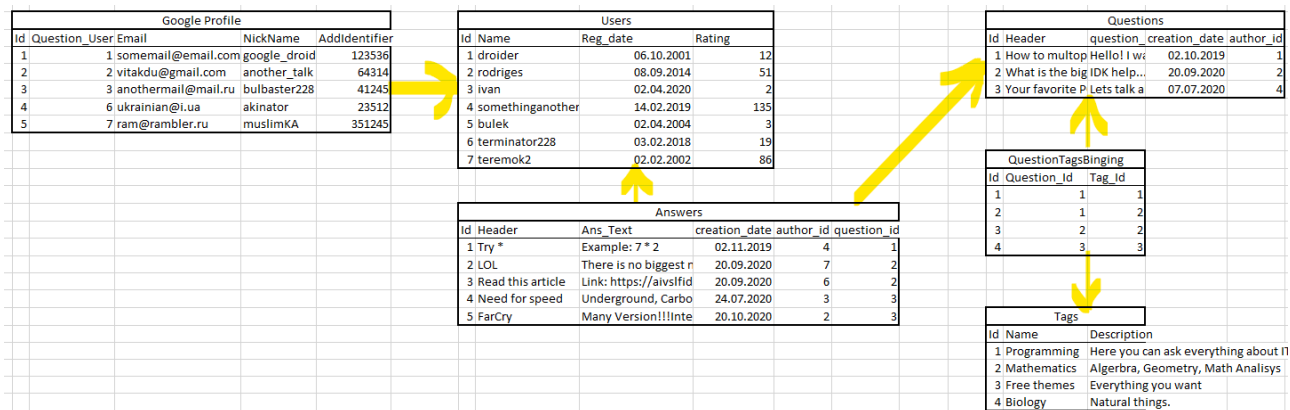 Google Profile
Id Question_User Email NickName AddIdentifier
1 1 somemail@email.com google_droid 123536
2 2 vitakdu@gmail.com another_talk 64314
3 3 anothermail@mail.ru bulbaster228 41245
4 6 ukrainian@i.ua akinator 23512
5 7 ram@rambler.ru muslimKA 351245
Users
Id Name Reg_date Rating
1 droider 06.10.2001 12
2 rodriges 08.09.2014 51
3 ivan 02.04.2020 2
4 somethinganother 14.02.2019 135
5 bulek 02.04.2004 3
6 terminator228 03.02.2018 19
7 teremok2 02.02.2002 86
Questions
Id Header question_ creation_date author_id
1 How to multop Hello! I wa 02.10.2019 1
2 What is the big IDK help... 20.09.2020 2
3 Your favorite P Lets talk a 07.07.2020 4
QuestionTagsBinging
Id Question_Id Tag_Id
1 1 1
2 1 2
3 2 2
4 3 3
Answers
Id Header Ans_Text creation_date author_id question_id
1 Try * Example: 7 * 2 02.11.2019 4 1
2 LOL There is no biggest n 20.09.2020 7 2
3 Read this article Link: https://aivslfid 20.09.2020 6 2
4 Need for speed Underground, Carbo 24.07.2020 3 3
5 FarCry Many Version!!!Inte 20.10.2020 2 3
Tags
Id Name Description
1 Programming Here you can ask everything about IT
2 Mathematics Algerbra, Geometry, Math Analisys
3 Free themes Everything you want
4 Biology Natural things.